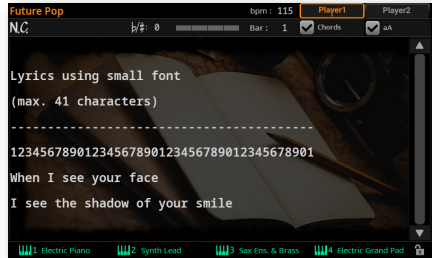 Future Pop bpm: 115 Player1 Player2
N.C. b/#: 0 Bar: 1 Chords aA
Lyrics using small font
(max. 41 characters)
-----------------------------------------
12345678901234567890123456789012345678901
When I see your face
I see the shadow of your smile
1 Electric Piano 2 Synth Lead 3 Sax Ens. & Brass 4 Electric Grand Pad